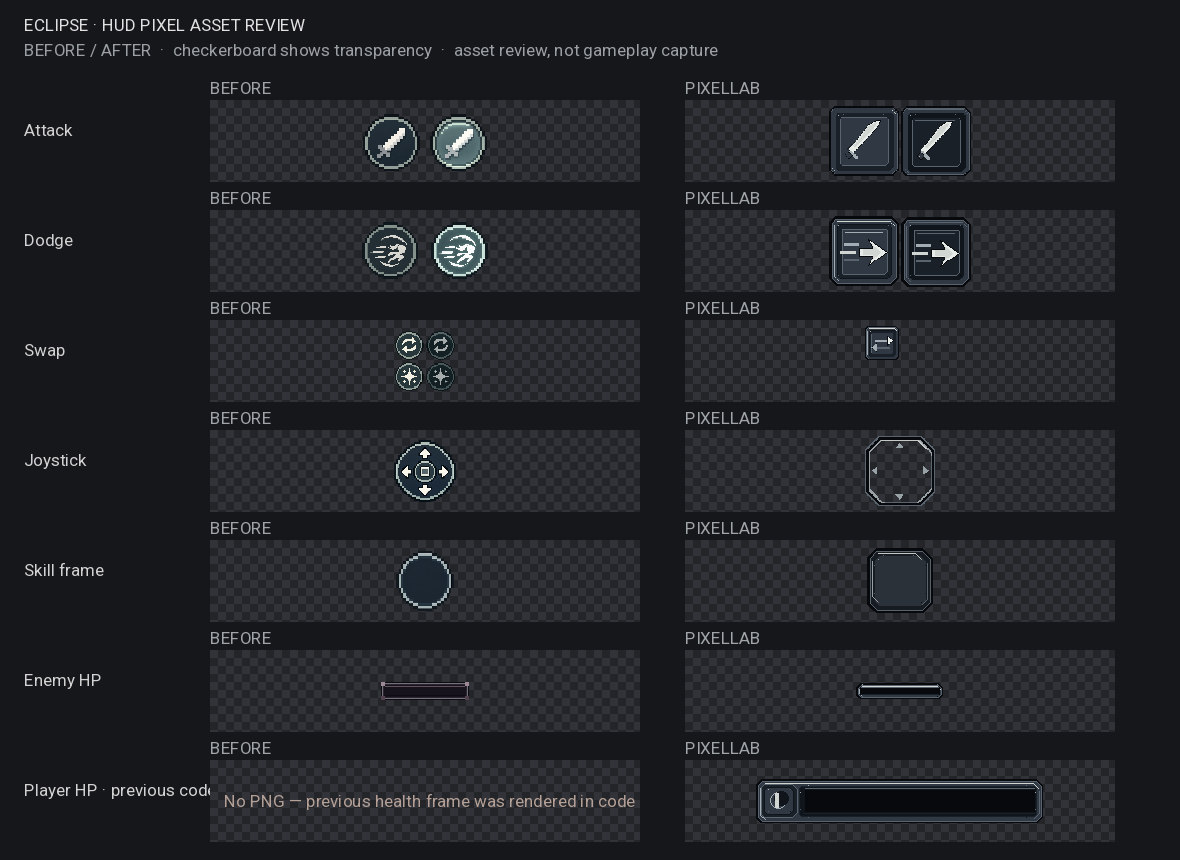 ECLIPSE · HUD PIXEL ASSET REVIEW
BEFORE / AFTER · checkerboard shows transparency · asset review, not gameplay capture
BEFORE PIXELLAB
Attack
BEFORE PIXELLAB
Dodge
BEFORE PIXELLAB
Swap
BEFORE PIXELLAB
Joystick
BEFORE PIXELLAB
Skill frame
BEFORE PIXELLAB
Enemy HP
BEFORE PIXELLAB
Player HP · previous code
No PNG — previous health frame was rendered in code